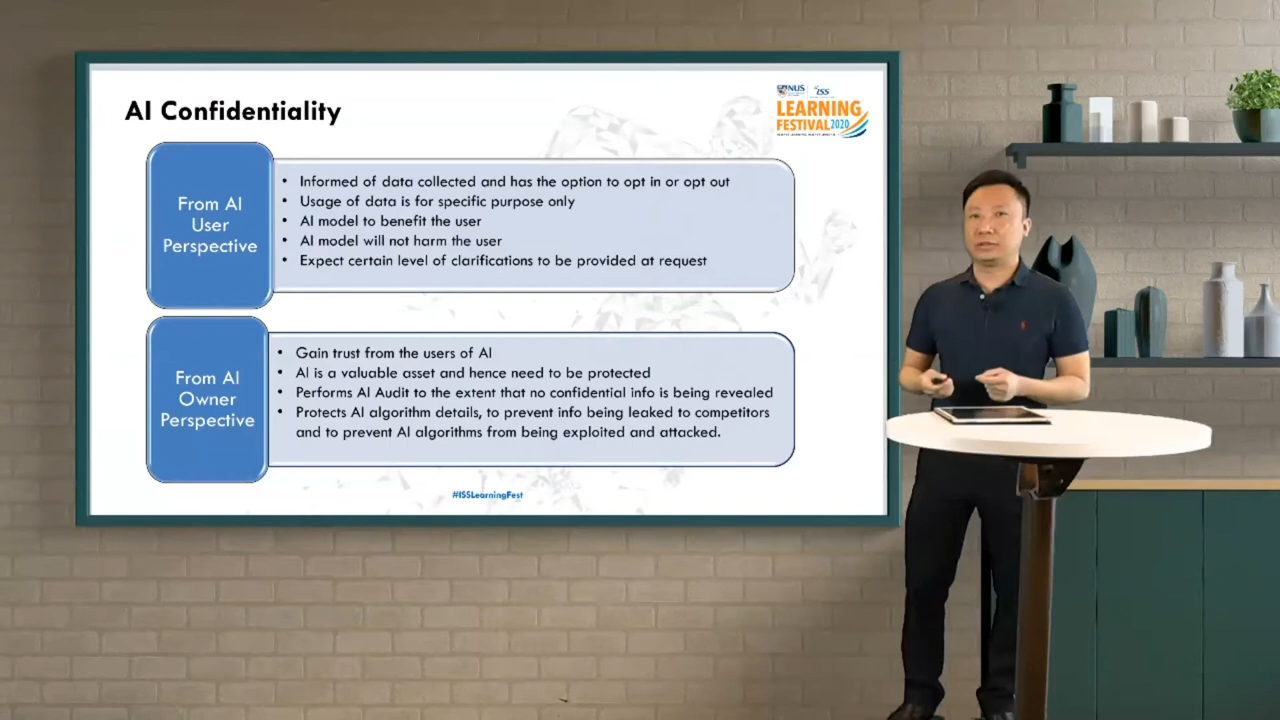 AI Confidentiality
NUS
ISS
LEARNING
FESTIVAL 2020
From AI
User
Perspective
• Informed of data collected and has the option to opt in or opt out
• Usage of data is for specific purpose only
• AI model to benefit the user
• AI model will not harm the user
• Expect certain level of clarifications to be provided at request
From AI
Owner
Perspective
• Gain trust from the users of AI
• AI is a valuable asset and hence need to be protected
• Performs AI Audit to the extent that no confidential info is being revealed
• Protects AI algorithm details, to prevent info being leaked to competitors
and to prevent AI algorithms from being exploited and attacked.
#ISSLearningFest